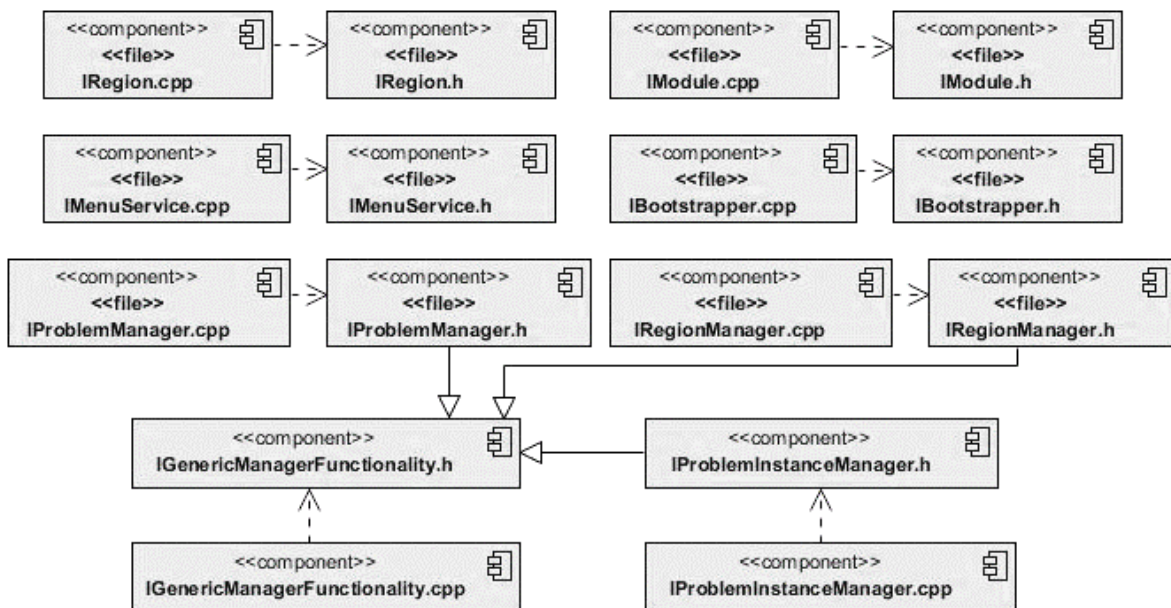 <<component>>
<<file>>
IRegion.cpp
<<component>>
<<file>>
IRegion.h
<<component>>
<<file>>
IModule.cpp
<<component>>
<<file>>
IModule.h
<<component>>
<<file>>
IMenuService.cpp
<<component>>
<<file>>
IMenuService.h
<<component>>
<<file>>
IBootstrapper.cpp
<<component>>
<<file>>
IBootstrapper.h
<<component>>
<<file>>
IProblemManager.cpp
<<component>>
<<file>>
IProblemManager.h
<<component>>
<<file>>
IRegionManager.cpp
<<component>>
<<file>>
IRegionManager.h
<<component>>
IGenericManagerFunctionality.h
<<component>>
IProblemInstanceManager.h
<<component>>
IGenericManagerFunctionality.cpp
<<component>>
IProblemInstanceManager.cpp